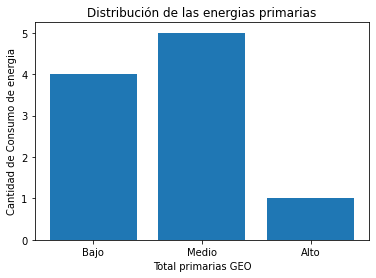 Distribución de las energias primarias
Cantidad de Consumo de energia
5
4
3
2
1
0
Bajo Medio Alto
Total primarias GEO